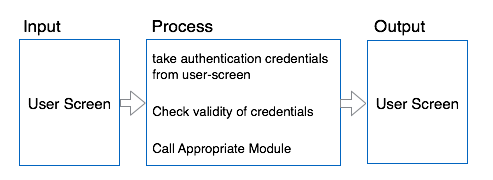 Input
Process
Output
User Screen
take authentication credentials
from user-screen
Check validity of credentials
Call Appropriate Module
User Screen